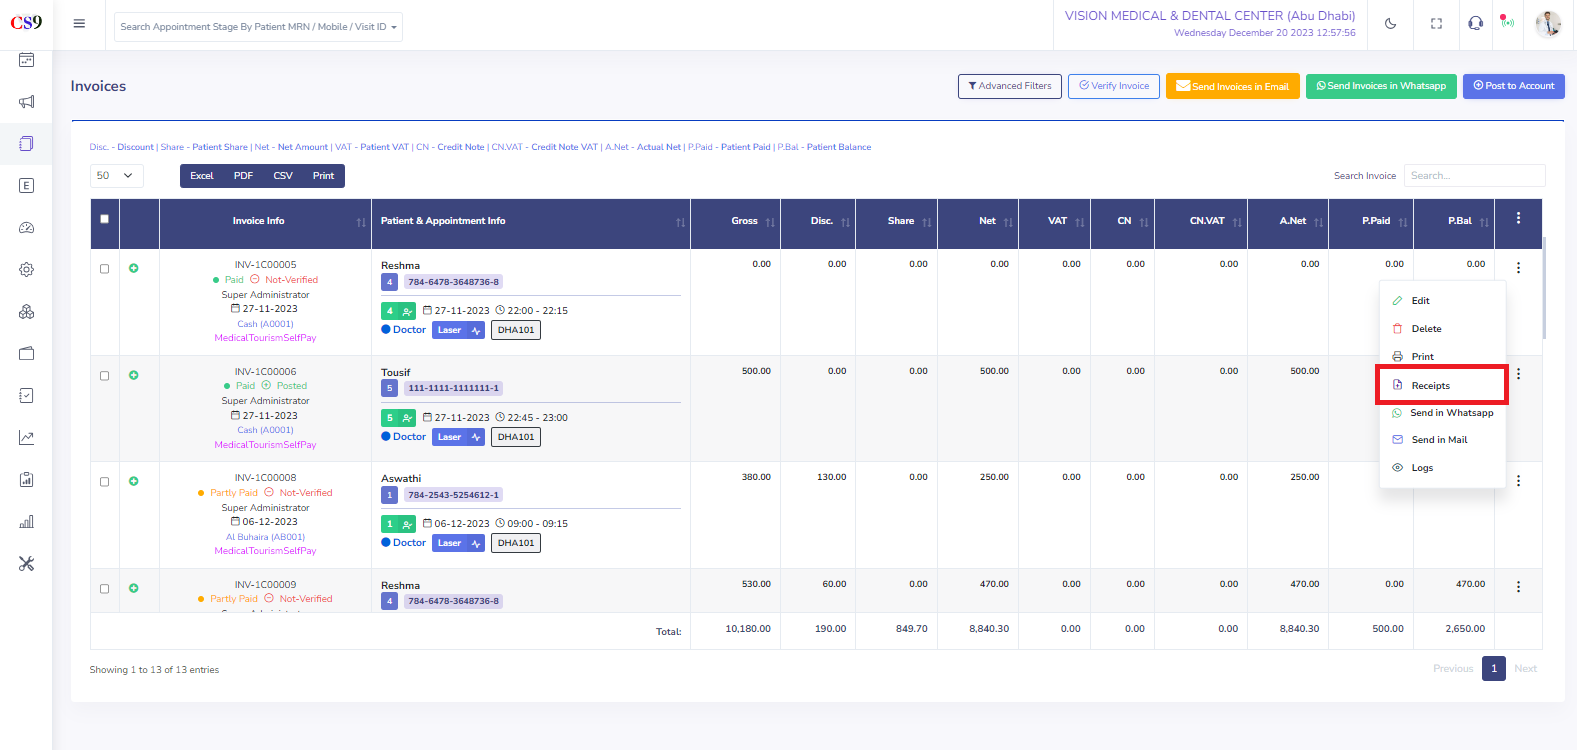 CS9
Search Appointment Stage By Patient MRN / Mobile / Visit ID
VISION MEDICAL & DENTAL CENTER (Abu Dhabi)
Wednesday December 20 2023 12:57:56
Invoices
Advanced Filters
Verify Invoice
Send Invoices in Email
Send Invoices in Whatsapp
Post to Account
Disc. - Discount | Share - Patient Share | Net - Net Amount | VAT - Patient VAT | CN - Credit Note | CN.VAT - Credit Note VAT | A.Net - Actual Net | P.Paid - Patient Paid | P.Bal - Patient Balance
50
Excel PDF CSV Print
Search Invoice Search...
Invoice Info Patient & Appointment Info Gross Disc. Share Net VAT CN CN.VAT A.Net P.Paid P.Bal
INV-1C00005
Paid Not-Verified
Super Administrator
27-11-2023
Cash (A0001)
MedicalTourismSelfPay
Reshma
4 784-6478-3648736-8
4 27-11-2023 22:00 - 22:15
Doctor Laser DHA101
0.00 0.00 0.00 0.00 0.00 0.00 0.00 0.00 0.00 0.00
Edit
Delete
Print
Receipts
Send in Whatsapp
Send in Mail
Logs
INV-1C00006
Paid Posted
Super Administrator
27-11-2023
Cash (A0001)
MedicalTourismSelfPay
Tousif
5 111-1111-1111111-1
5 27-11-2023 22:45 - 23:00
Doctor Laser DHA101
500.00 0.00 0.00 500.00 0.00 0.00 0.00 500.00
INV-1C00008
Partly Paid Not-Verified
Super Administrator
06-12-2023
Al Buhaira (AB001)
MedicalTourismSelfPay
Aswathi
1 784-2543-5254612-1
1 06-12-2023 09:00 - 09:15
Doctor Laser DHA101
380.00 130.00 0.00 250.00 0.00 0.00 0.00 250.00
INV-1C00009
Partly Paid Not-Verified
Reshma
4 784-6478-3648736-8
530.00 60.00 0.00 470.00 0.00 0.00 0.00 470.00 0.00 470.00
Total: 10,180.00 190.00 849.70 8,840.30 0.00 0.00 0.00 8,840.30 500.00 2,650.00
Showing 1 to 13 of 13 entries
Previous 1 Next